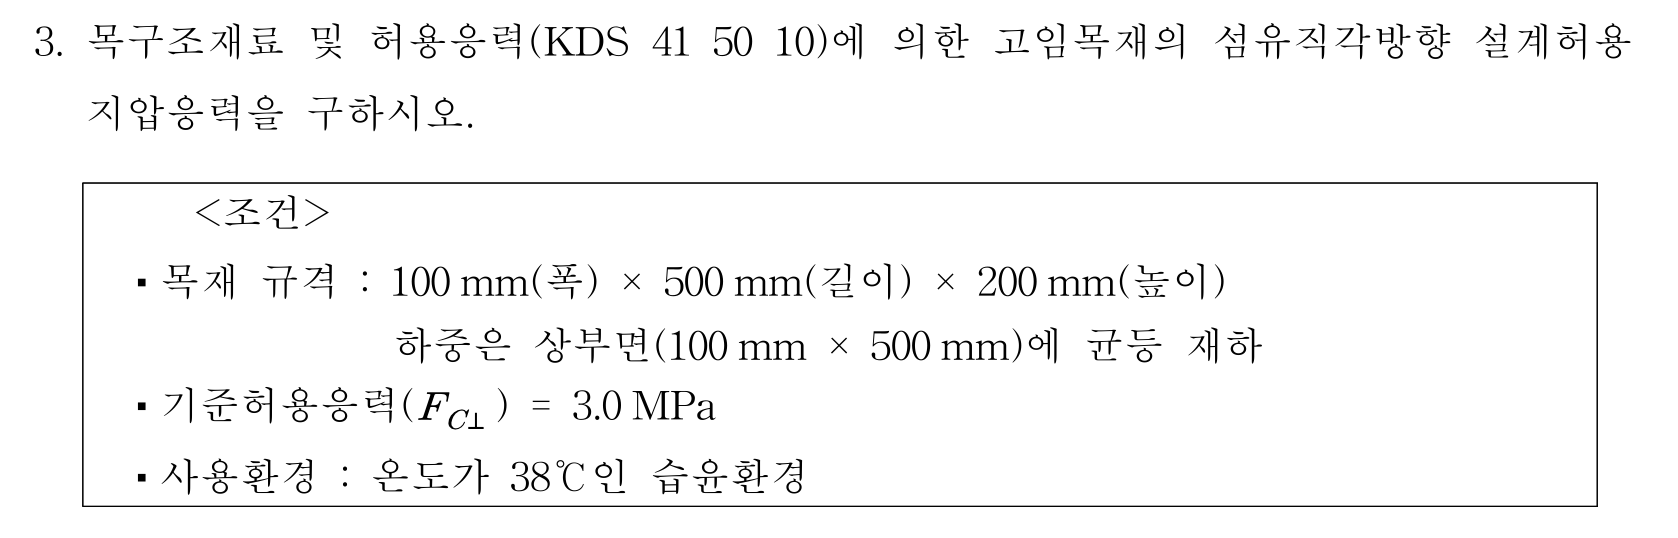 3. 목구조재료 및 허용응력(KDS 41 50 10)에 의한 고임목재의 섬유직각방향 설계허용
지압응력을 구하시오.
<조건>
▪ 목재 규격 : 100 mm(폭) × 500 mm(길이) × 200 mm(높이)
하중은 상부면(100 mm × 500 mm)에 균등 재하
▪ 기준허용응력(F_{C⊥}) = 3.0 MPa
▪ 사용환경 : 온도가 38℃인 습윤환경